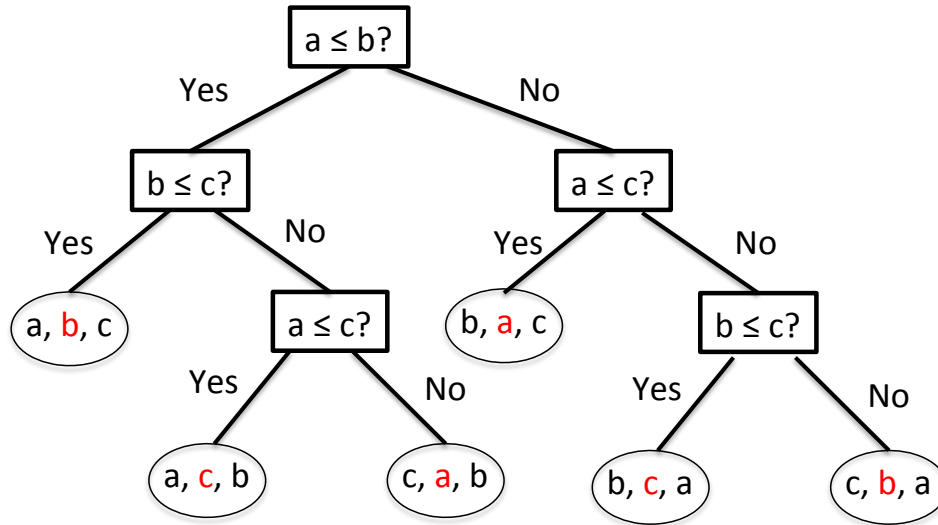 a ≤ b?
Yes
No
b ≤ c?
a ≤ c?
Yes
No
Yes
No
a, b, c
a ≤ c?
b, a, c
b ≤ c?
Yes
No
Yes
No
a, c, b
c, a, b
b, c, a
c, b, a